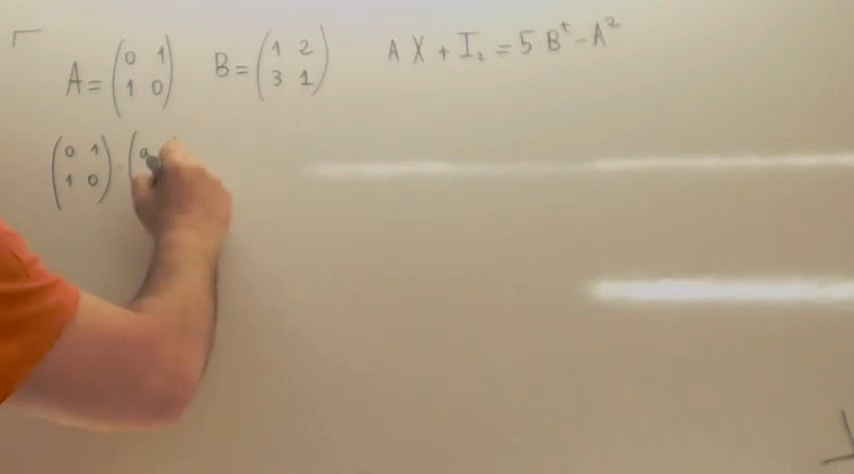 A = (0 1 1 0) B = (1 2 3 1) A X + I₂ = 5 Bᵗ - A²
(0 1 1 0) · (a